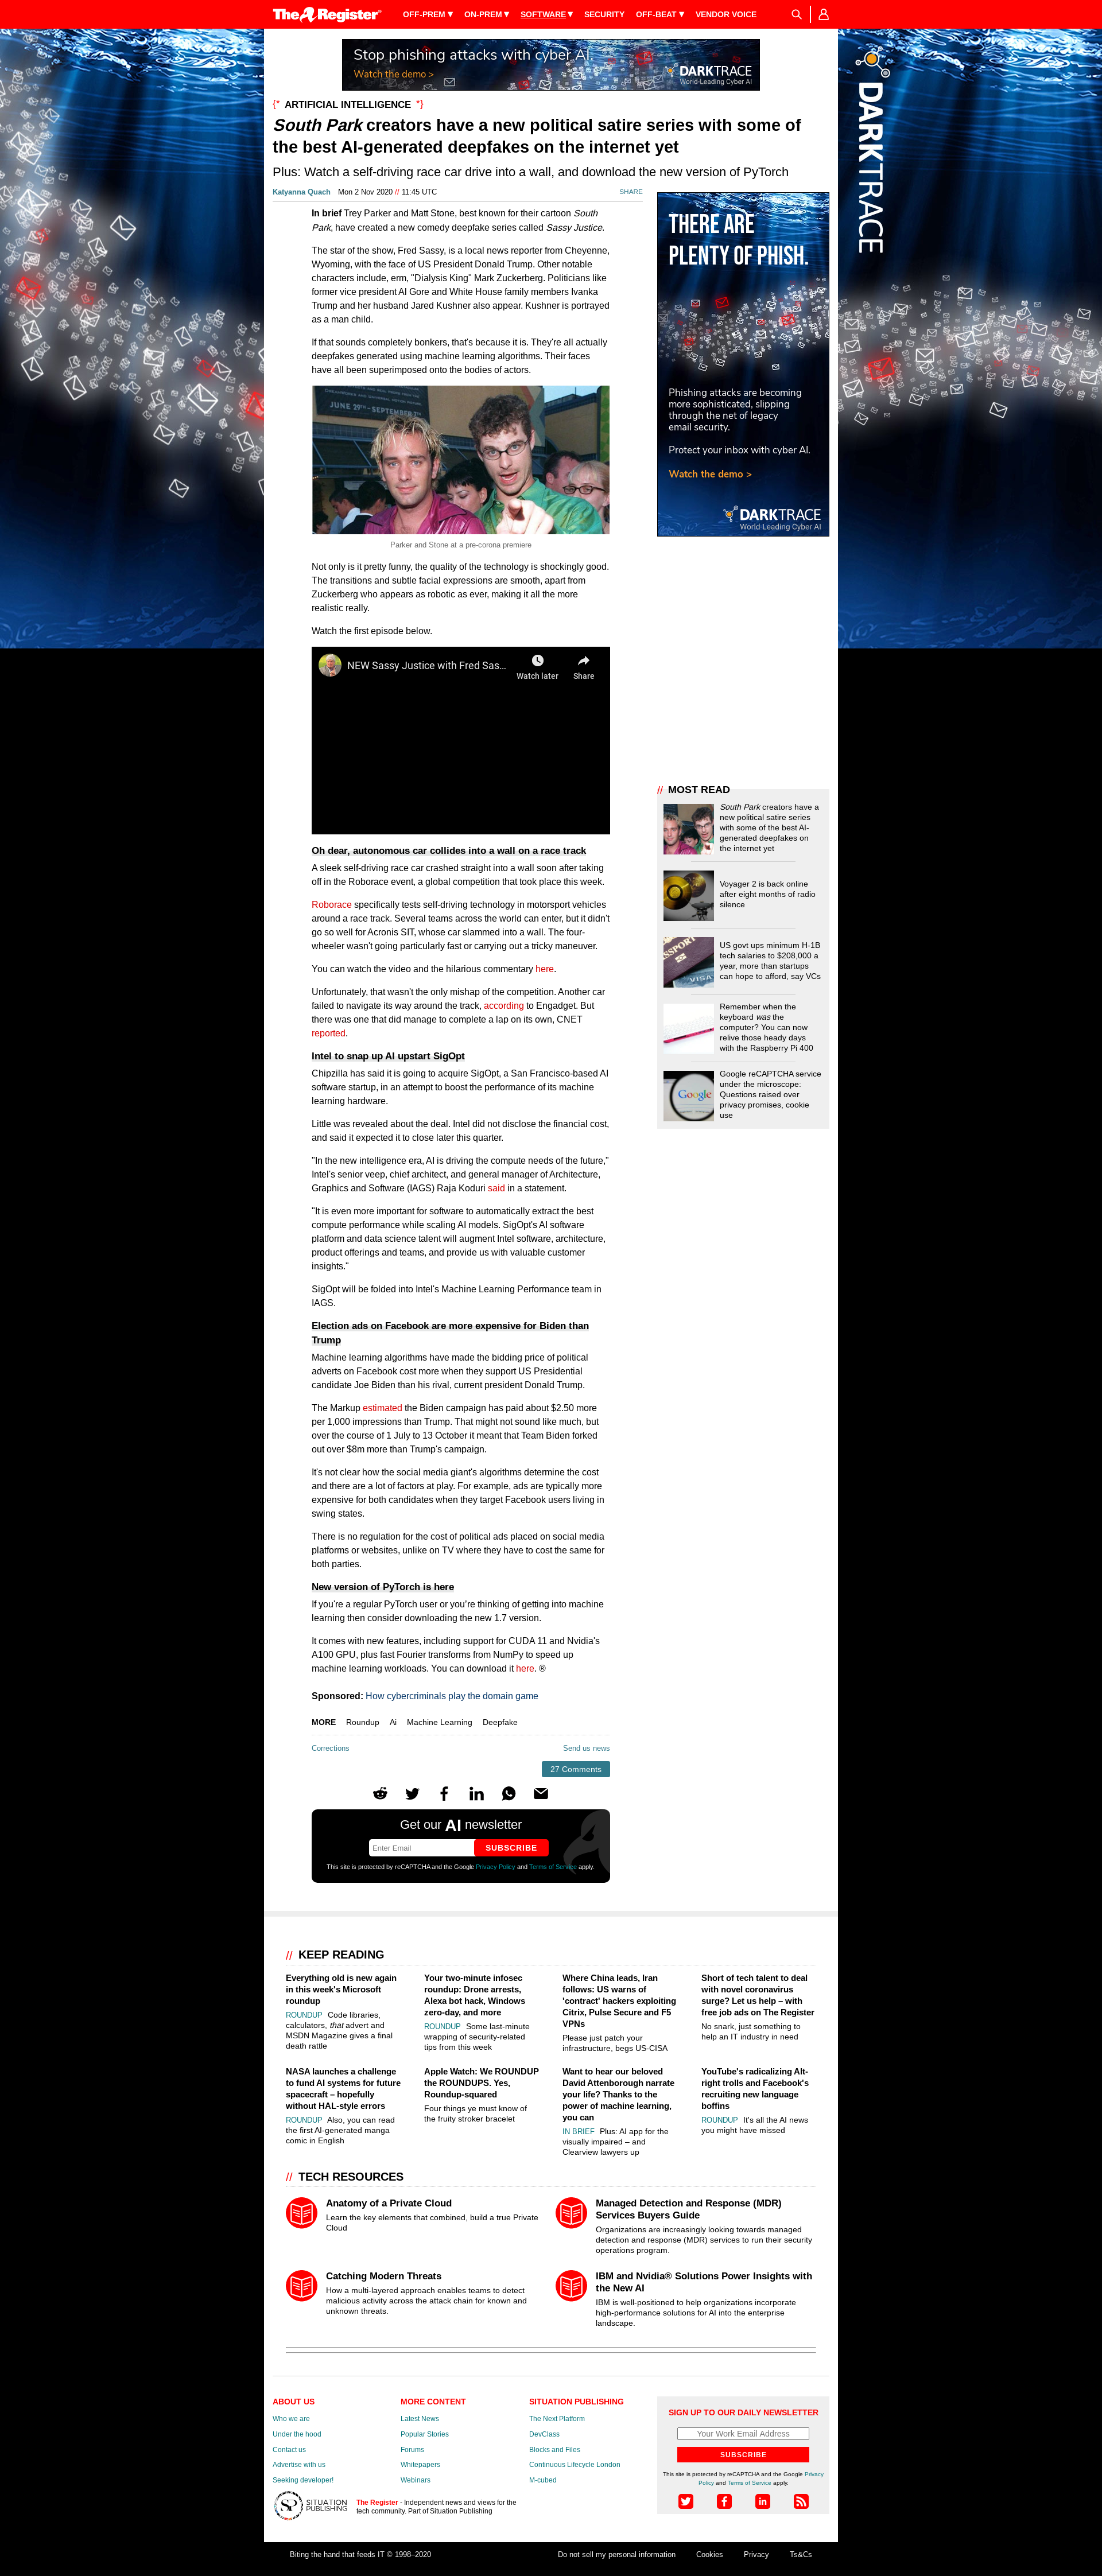 The Register®
OFF-PREM ▼ ON-PREM ▼ SOFTWARE ▼ SECURITY OFF-BEAT ▼ VENDOR VOICE
Stop phishing attacks with cyber AI.
Watch the demo >
DARKTRACE
World-Leading Cyber AI
DARKTRACE
{* ARTIFICIAL INTELLIGENCE *}
South Park creators have a new political satire series with some of
the best AI-generated deepfakes on the internet yet
Plus: Watch a self-driving race car drive into a wall, and download the new version of PyTorch
Katyanna Quach Mon 2 Nov 2020 // 11:45 UTC
SHARE
In brief Trey Parker and Matt Stone, best known for their cartoon South
Park, have created a new comedy deepfake series called Sassy Justice.
The star of the show, Fred Sassy, is a local news reporter from Cheyenne,
Wyoming, with the face of US President Donald Trump. Other notable
characters include, erm, "Dialysis King" Mark Zuckerberg. Politicians like
former vice president Al Gore and White House family members Ivanka
Trump and her husband Jared Kushner also appear. Kushner is portrayed
as a man child.
If that sounds completely bonkers, that's because it is. They're all actually
deepfakes generated using machine learning algorithms. Their faces
have all been superimposed onto the bodies of actors.
JUNE 29TH-SEPTEMBER
Parker and Stone at a pre-corona premiere
No, it is pretty funny, the quality of the technology is shockingly good.
The transitions and the subtle facial expressions are smooth, apart from
Zuckerberg who appears as robotic as ever, making it all the more
realistic really.
Watch the first episode below.
NEW Sassy Justice with Fred Sas...
Watch later
Share
Oh dear, autonomous car collides into a wall on a race track
A sleek self-driving race car crashed straight into a wall soon after taking
off in the Roborace event, a global competition that took place this week.
Roborace specifically tests self-driving technology in motorsport vehicles
around a race track. Several teams across the world can enter, but it didn't
go so well for Acronis SIT, whose car slammed into a wall. The four-
wheeler wasn't going particularly fast or carrying out a tricky maneuver.
You can watch the video and the hilarious commentary here.
Unfortunately, that wasn't the only mishap of the competition. Another car
failed to navigate its way around the track, according to Engadget. But
there was one that did manage to complete a lap on its own, CNET
reported.
Intel to snap up AI upstart SigOpt
Chipzilla has said it is going to acquire SigOpt, a San Francisco-based AI
software startup, in an attempt to boost the performance of its machine
learning hardware.
Little was revealed about the deal. Intel did not disclose the financial cost,
and said it expected it to close later this quarter.
"In the new intelligence era, AI is driving the compute needs of the future,"
Intel's senior veep, chief architect, and general manager of Architecture,
Graphics and Software (IAGS) Raja Koduri said in a statement.
"It is even more important for software to automatically extract the best
compute performance while scaling AI models. SigOpt's AI software
platform and data science talent will augment Intel software, architecture,
product offerings and teams, and provide us with valuable customer
insights."
SigOpt will be folded into Intel's Machine Learning Performance team in
IAGS.
Election ads on Facebook are more expensive for Biden than
Trump
Machine learning algorithms have made the bidding price of political
adverts on Facebook cost more when they support US Presidential
candidate Joe Biden than his rival, current president Donald Trump.
The Markup estimated the Biden campaign has paid about $2.50 more
per 1,000 impressions than Trump. That might not sound like much, but
over the course of 1 July to 13 October it meant that Team Biden forked
out over $8m more than Trump's campaign.
It's not clear how the social media giant's algorithms determine the cost
and there are a lot of factors at play. For example, ads are typically more
expensive for both candidates when they target Facebook users living in
swing states.
There is no regulation for the cost of political ads placed on social media
platforms or websites, unlike on TV where they have to cost the same for
both parties.
New version of PyTorch is here
If you're a regular PyTorch user or you're thinking of getting into machine
learning then consider downloading the new 1.7 version.
It comes with new features, including support for CUDA 11 and Nvidia's
A100 GPU, plus fast Fourier transforms from NumPy to speed up
machine learning workloads. You can download it here. ®
Sponsored: How cybercriminals play the domain game
MORE Roundup Ai Machine Learning Deepfake
Corrections
Send us news
27 Comments
Get our AI newsletter
Enter Email
SUBSCRIBE
This site is protected by reCAPTCHA and the Google Privacy Policy and Terms of Service apply.
THERE ARE
PLENTY OF PHISH.
Phishing attacks are becoming
more sophisticated, slipping
through the net of legacy
email security.
Protect your inbox with cyber AI.
Watch the demo >
DARKTRACE
World-Leading Cyber AI
// MOST READ
South Park creators have a
new political satire series
with some of the best AI-
generated deepfakes on
the internet yet
Voyager 2 is back online
after eight months of radio
silence
PASSPORT
VISA
US govt ups minimum H-1B
tech salaries to $208,000 a
year, more than startups
can hope to afford, say VCs
Remember when the
keyboard was the
computer? You can now
relive those heady days
with the Raspberry Pi 400
Google
Google reCAPTCHA service
under the microscope:
Questions raised over
privacy promises, cookie
use
// KEEP READING
Everything old is new again
in this week's Microsoft
roundup
ROUNDUP Code libraries,
calculators, that advert and
MSDN Magazine gives a final
death rattle
Your two-minute infosec
roundup: Drone arrests,
Alexa bot hack, Windows
zero-day, and more
ROUNDUP Some last-minute
wrapping of security-related
tips from this week
Where China leads, Iran
follows: US warns of
'contract' hackers exploiting
Citrix, Pulse Secure and F5
VPNs
Please just patch your
infrastructure, begs US-CISA
Short of tech talent to deal
with novel coronavirus
surge? Let us help – with
free job ads on The Register
No snark, just something to
help an IT industry in need
NASA launches a challenge
to fund AI systems for future
spacecraft – hopefully
without HAL-style errors
ROUNDUP Also, you can read
the first AI-generated manga
comic in English
Apple Watch: We ROUNDUP
the ROUNDUPS. Yes,
Roundup-squared
Four things ye must know of
the fruity stroker bracelet
Want to hear our beloved
David Attenborough narrate
your life? Thanks to the
power of machine learning,
you can
IN BRIEF Plus: AI app for the
visually impaired – and
Clearview lawyers up
YouTube's radicalizing Alt-
right trolls and Facebook's
recruiting new language
boffins
ROUNDUP It's all the AI news
you might have missed
// TECH RESOURCES
Anatomy of a Private Cloud
Learn the key elements that combined, build a true Private
Cloud
Managed Detection and Response (MDR)
Services Buyers Guide
Organizations are increasingly looking towards managed
detection and response (MDR) services to run their security
operations program.
Catching Modern Threats
How a multi-layered approach enables teams to detect
malicious activity across the attack chain for known and
unknown threats.
IBM and Nvidia® Solutions Power Insights with
the New AI
IBM is well-positioned to help organizations incorporate
high-performance solutions for AI into the enterprise
landscape.
ABOUT US
Who we are
Under the hood
Contact us
Advertise with us
Seeking developer!
MORE CONTENT
Latest News
Popular Stories
Forums
Whitepapers
Webinars
SITUATION PUBLISHING
The Next Platform
DevClass
Blocks and Files
Continuous Lifecycle London
M-cubed
SIGN UP TO OUR DAILY NEWSLETTER
Your Work Email Address
SUBSCRIBE
This site is protected by reCAPTCHA and the Google Privacy
Policy and Terms of Service apply.
SP SITUATION
PUBLISHING
The Register - Independent news and views for the
tech community. Part of Situation Publishing
Biting the hand that feeds IT © 1998–2020
Do not sell my personal information Cookies Privacy Ts&Cs